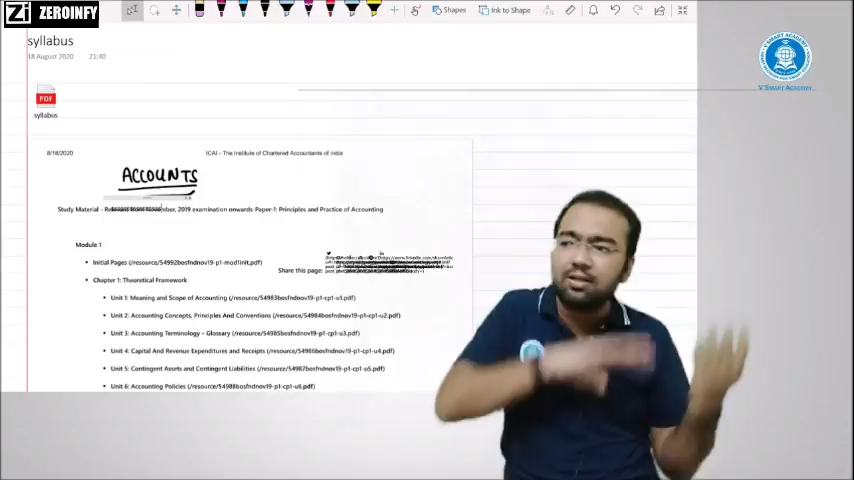 Zi ZEROINFY
Shapes
Ink to Shape
syllabus
18 August 2020 21:40
V'SMART ACADEMY
PDF
syllabus
8/18/2020 ICAI - The Institute of Chartered Accountants of India
ACCOUNTS
Study Material - Relevant from November, 2019 examination onwards-Paper-1: Principles and Practice of Accounting
Module 1
Initial Pages (/resource/54992bosfndnov19-p1-mod1init.pdf)
Share this page:
Chapter 1: Theoretical Framework
Unit 1: Meaning and Scope of Accounting (/resource/54983bosfndnov19-p1-cp1-u1.pdf)
Unit 2: Accounting Concepts, Principles And Conventions (/resource/54984bosfndnov19-p1-cp1-u2.pdf)
Unit 3: Accounting Terminology - Glossary (/resource/54985bosfndnov19-p1-cp1-u3.pdf)
Unit 4: Capital And Revenue Expenditures and Receipts (/resource/54986bosfndnov19-p1-cp1-u4.pdf)
Unit 5: Contingent Assets and Contingent Liabilities (/resource/54987bosfndnov19-p1-cp1-u5.pdf)
Unit 6: Accounting Policies (/resource/54988bosfndnov19-p1-cp1-u6.pdf)